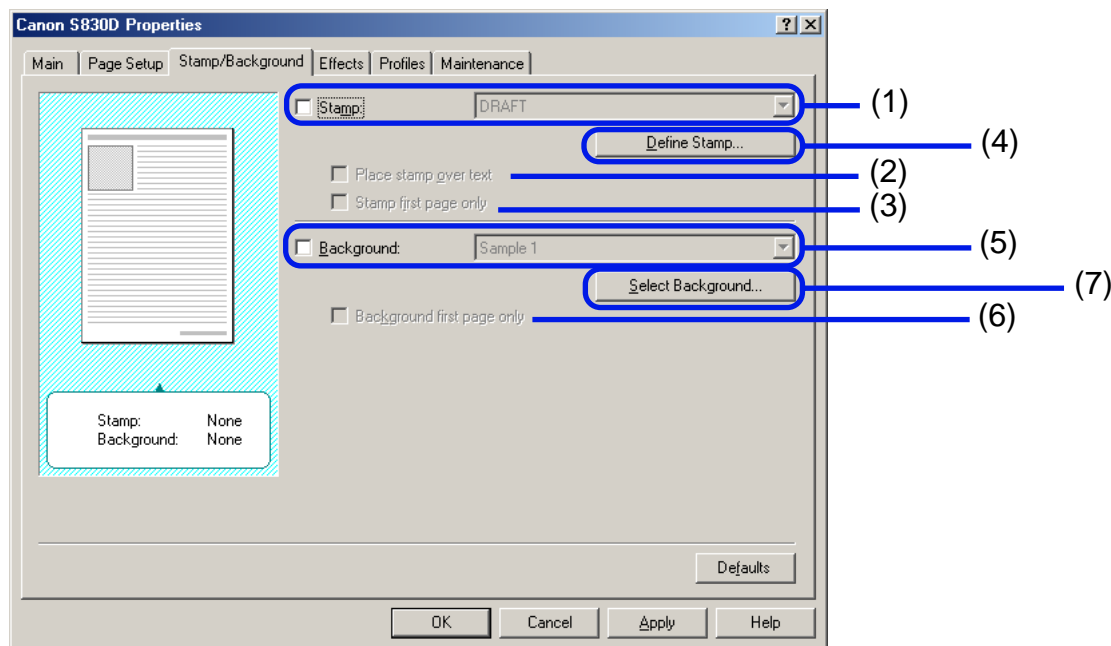 Canon S830D Properties
Main Page Setup Stamp/Background Effects Profiles Maintenance
Stamp: DRAFT (1)
Define Stamp... (4)
Place stamp over text (2)
Stamp first page only (3)
Background: Sample 1 (5)
Select Background... (7)
Background first page only (6)
Stamp: None
Background: None
Defaults
OK Cancel Apply Help